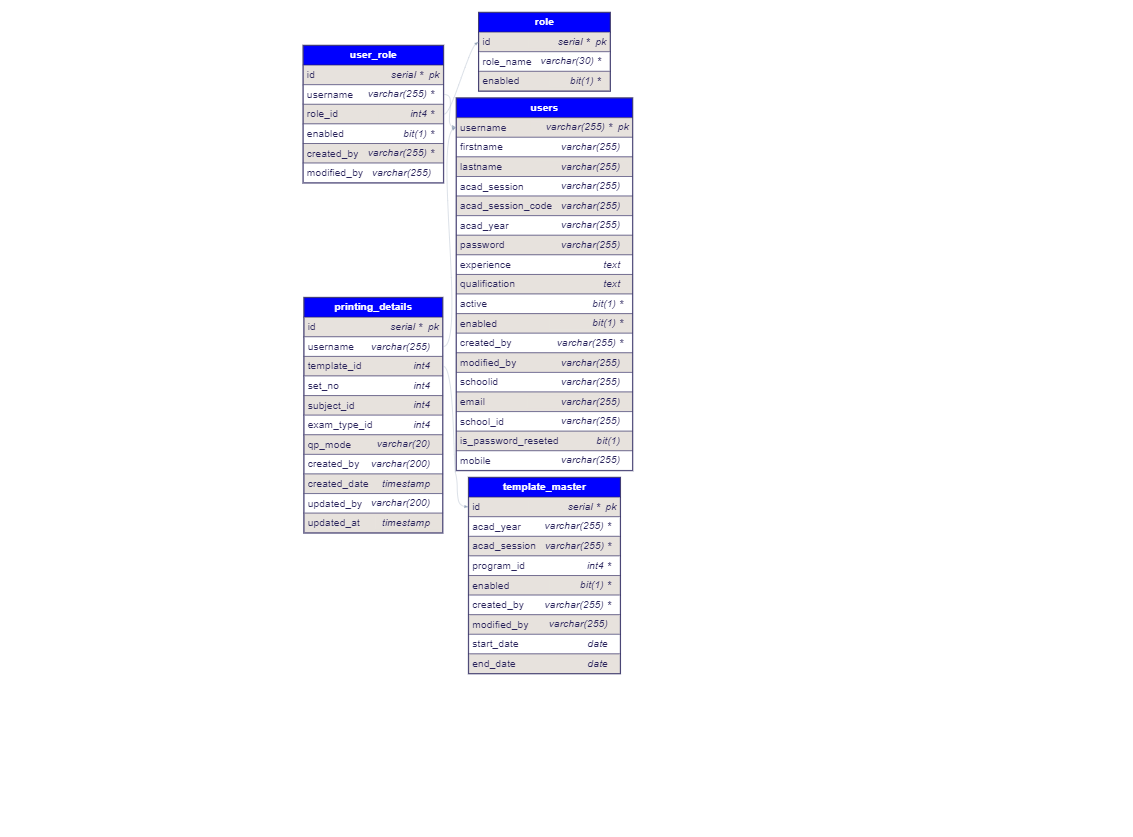 role
id serial * pk
role_name varchar(30) *
enabled bit(1) *
user_role
id serial * pk
username varchar(255) *
role_id int4 *
enabled bit(1) *
created_by varchar(255) *
modified_by varchar(255)
users
username varchar(255) * pk
firstname varchar(255)
lastname varchar(255)
acad_session varchar(255)
acad_session_code varchar(255)
acad_year varchar(255)
password varchar(255)
experience text
qualification text
active bit(1) *
enabled bit(1) *
created_by varchar(255) *
modified_by varchar(255)
schoolid varchar(255)
email varchar(255)
school_id varchar(255)
is_password_reseted bit(1)
mobile varchar(255)
printing_details
id serial * pk
username varchar(255)
template_id int4
set_no int4
subject_id int4
exam_type_id int4
qp_mode varchar(20)
created_by varchar(200)
created_date timestamp
updated_by varchar(200)
updated_at timestamp
template_master
id serial * pk
acad_year varchar(255) *
acad_session varchar(255) *
program_id int4 *
enabled bit(1) *
created_by varchar(255) *
modified_by varchar(255)
start_date date
end_date date